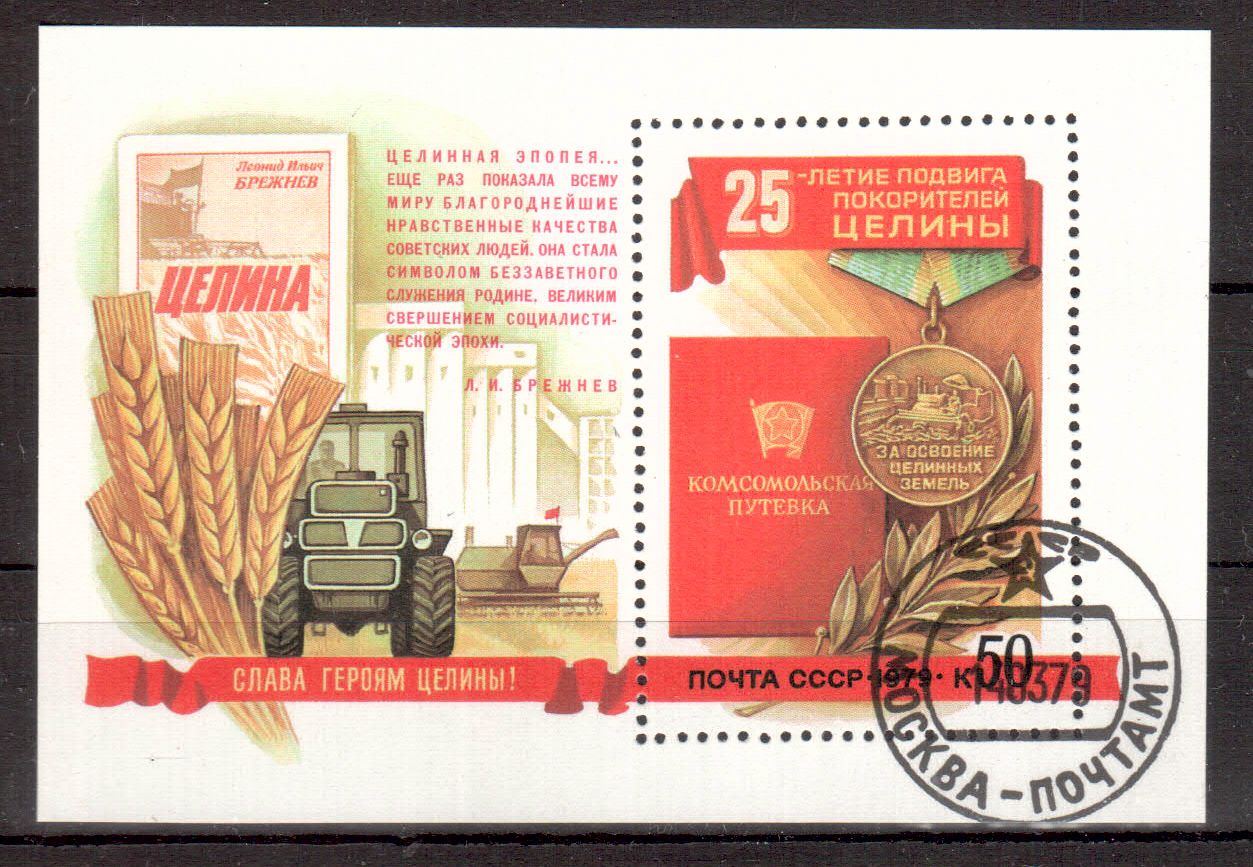 Леонид Ильич
БРЕЖНЕВ
ЦЕЛИНА
ЦЕЛИННАЯ ЭПОПЕЯ...
ЕЩЕ РАЗ ПОКАЗАЛА ВСЕМУ
МИРУ БЛАГОРОДНЕЙШИЕ
НРАВСТВЕННЫЕ КАЧЕСТВА
СОВЕТСКИХ ЛЮДЕЙ. ОНА СТАЛА
СИМВОЛОМ БЕЗЗАВЕТНОГО
СЛУЖЕНИЯ РОДИНЕ, ВЕЛИКИМ
СВЕРШЕНИЕМ СОЦИАЛИСТИ-
ЧЕСКОЙ ЭПОХИ.
Л. И. БРЕЖНЕВ
СЛАВА ГЕРОЯМ ЦЕЛИНЫ!
25-ЛЕТИЕ ПОДВИГА
ПОКОРИТЕЛЕЙ
ЦЕЛИНЫ
ЗА ОСВОЕНИЕ
ЦЕЛИННЫХ
ЗЕМЕЛЬ
КОМСОМОЛЬСКАЯ
ПУТЕВКА
ПОЧТА СССР·1979·К50
МОСКВА-ПОЧТАМТ